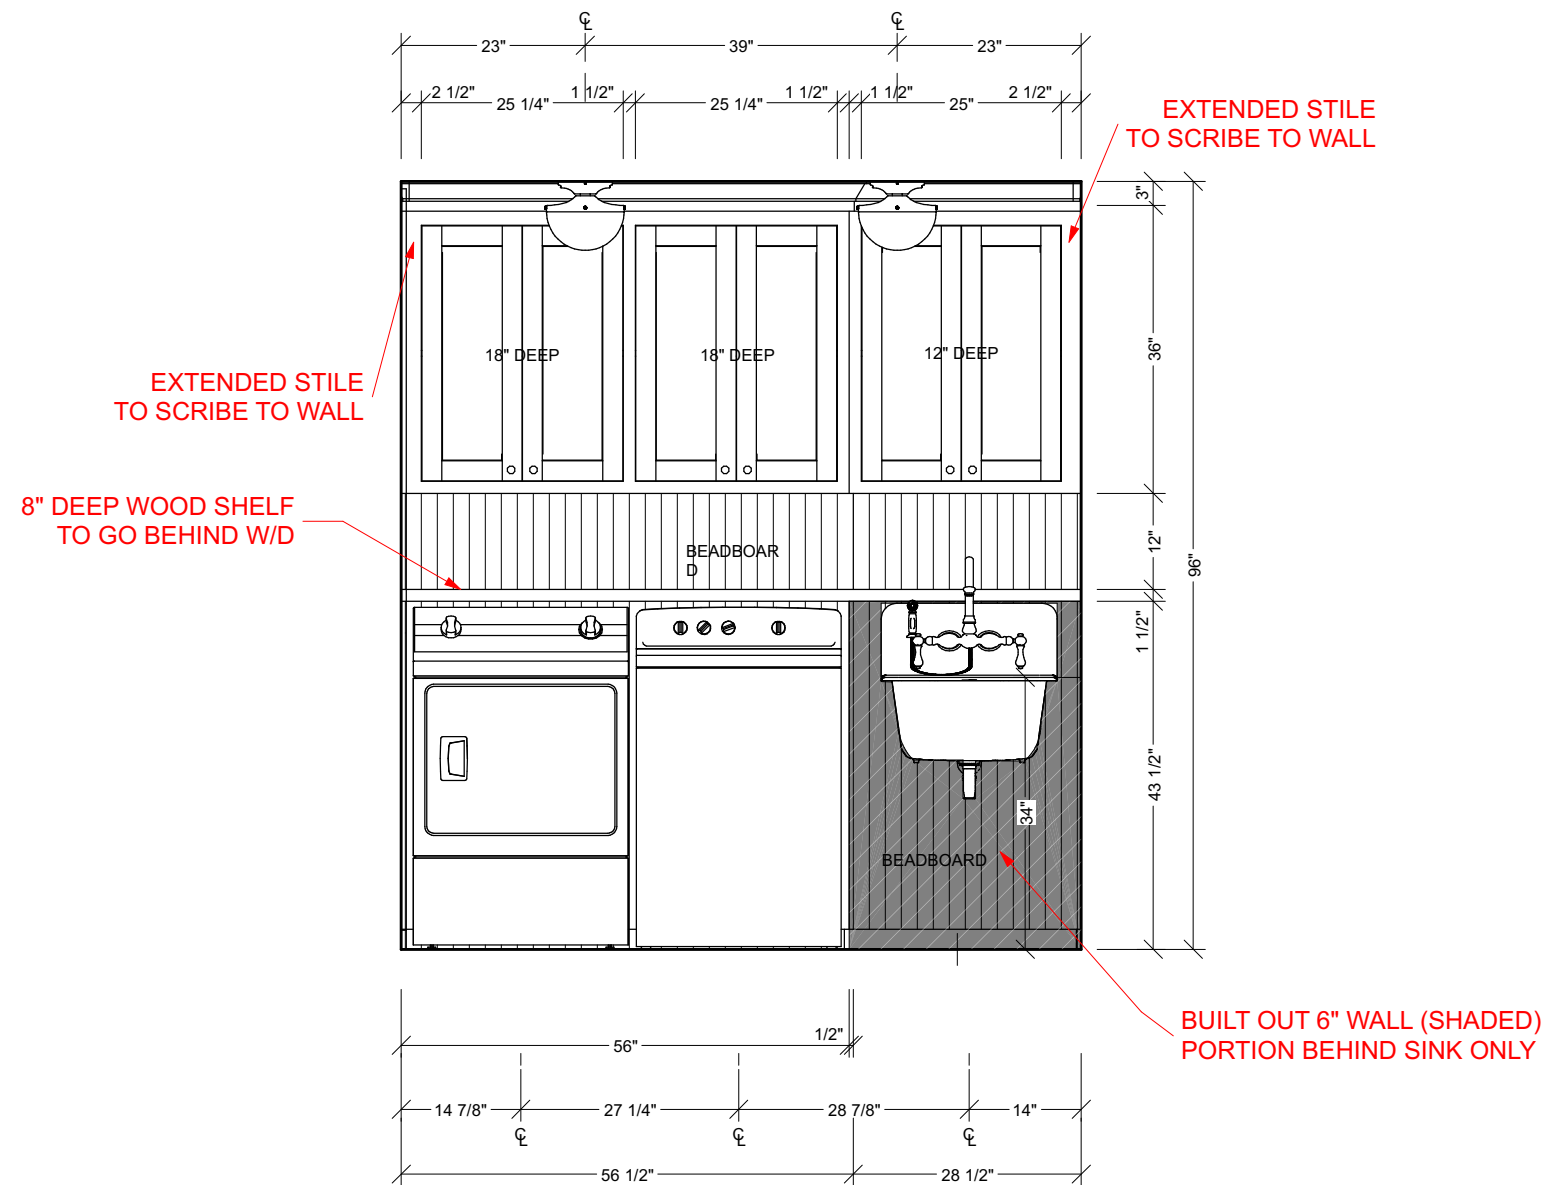 ℄ ℄
23" 39" 23"
2 1/2" 25 1/4" 1 1/2" 25 1/4" 1 1/2" 1 1/2" 25" 2 1/2"
EXTENDED STILE
TO SCRIBE TO WALL
3"
36"
18" DEEP 18" DEEP 12" DEEP
EXTENDED STILE
TO SCRIBE TO WALL
8" DEEP WOOD SHELF
TO GO BEHIND W/D
BEADBOAR
D
12"
96"
1 1/2"
43 1/2"
34"
BEADBOARD
BUILT OUT 6" WALL (SHADED)
PORTION BEHIND SINK ONLY
56" 1/2"
14 7/8" 27 1/4" 28 7/8" 14"
℄ ℄ ℄
56 1/2" 28 1/2"